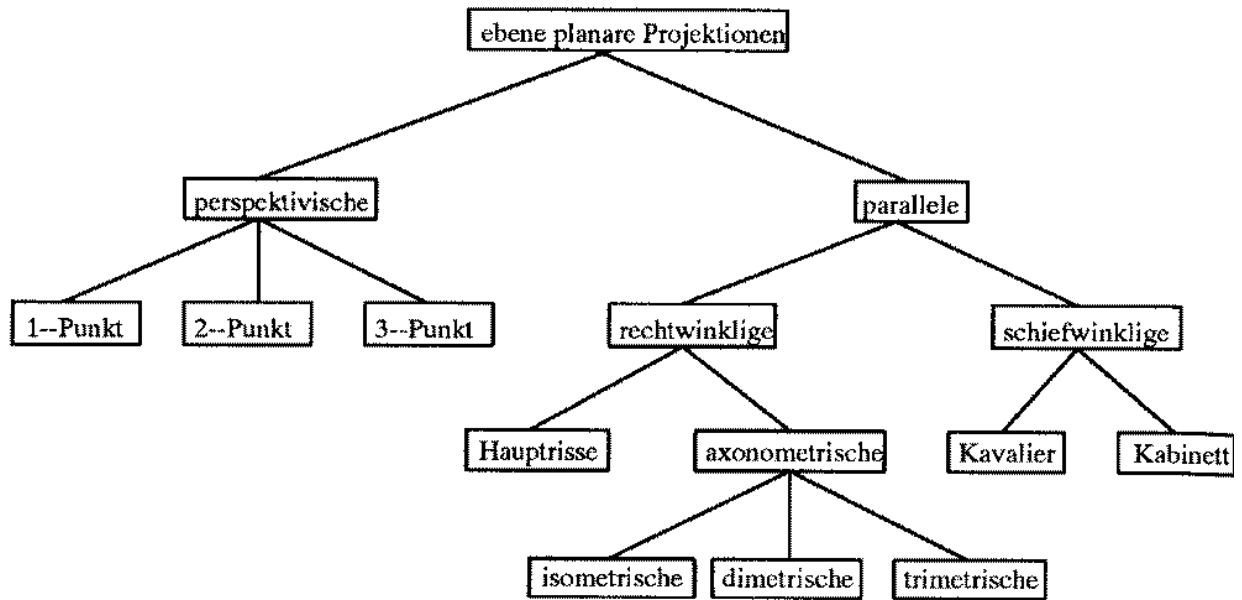 ebene planare Projektionen
perspektivische
parallele
1--Punkt
2--Punkt
3--Punkt
rechtwinklige
schiefwinklige
Hauptrisse
axonometrische
Kavalier
Kabinett
isometrische
dimetrische
trimetrische